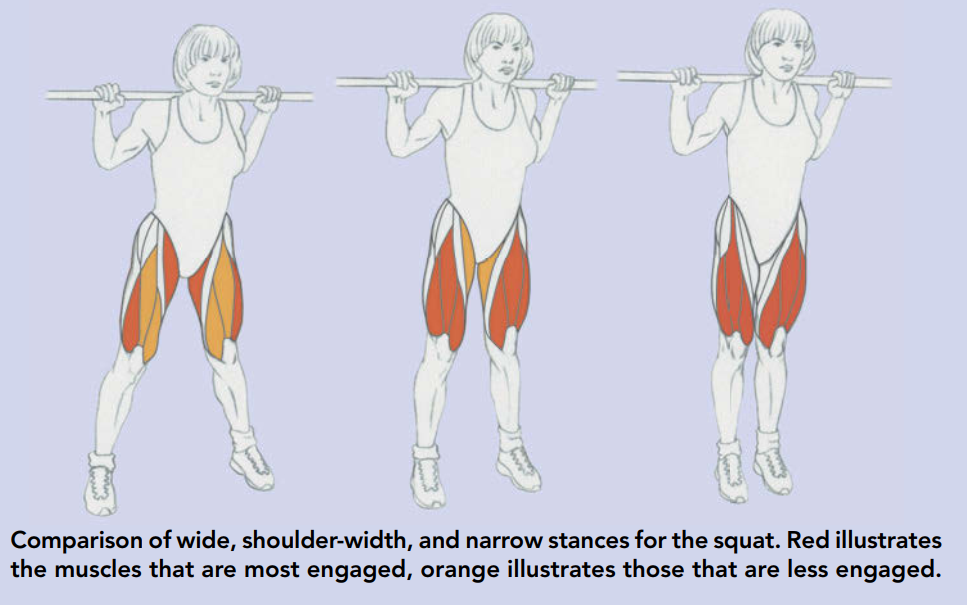 Comparison of wide, shoulder-width, and narrow stances for the squat. Red illustrates
the muscles that are most engaged, orange illustrates those that are less engaged.